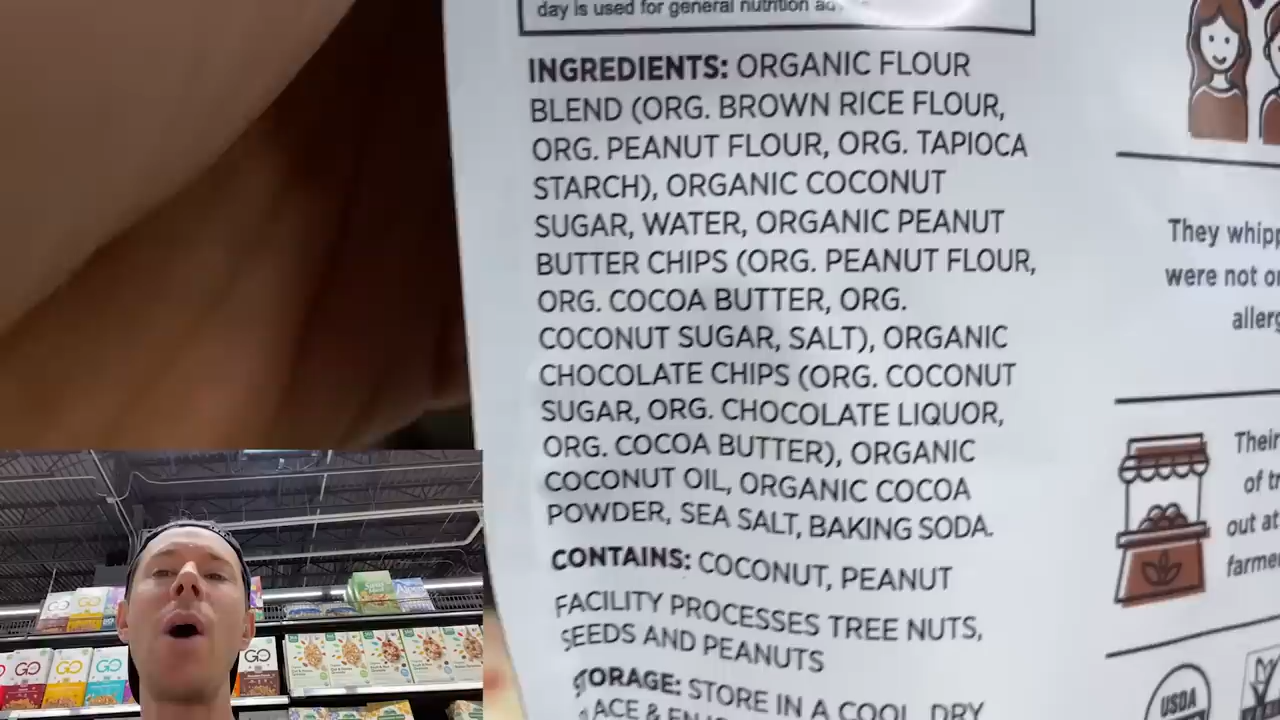 day is used for general nutrition
INGREDIENTS: ORGANIC FLOUR
BLEND (ORG. BROWN RICE FLOUR,
ORG. PEANUT FLOUR, ORG. TAPIOCA
STARCH), ORGANIC COCONUT
SUGAR, WATER, ORGANIC PEANUT
BUTTER CHIPS (ORG. PEANUT FLOUR,
ORG. COCOA BUTTER, ORG.
COCONUT SUGAR, SALT), ORGANIC
CHOCOLATE CHIPS (ORG. COCONUT
SUGAR, ORG. CHOCOLATE LIQUOR,
ORG. COCOA BUTTER), ORGANIC
COCONUT OIL, ORGANIC COCOA
POWDER, SEA SALT, BAKING SODA.
CONTAINS: COCONUT, PEANUT
FACILITY PROCESSES TREE NUTS,
SEEDS AND PEANUTS
STORAGE: STORE IN A COOL, DRY
They whipp
were not
allerg
Their
of
out at
farme
USDA
GO
GO
GO
GO